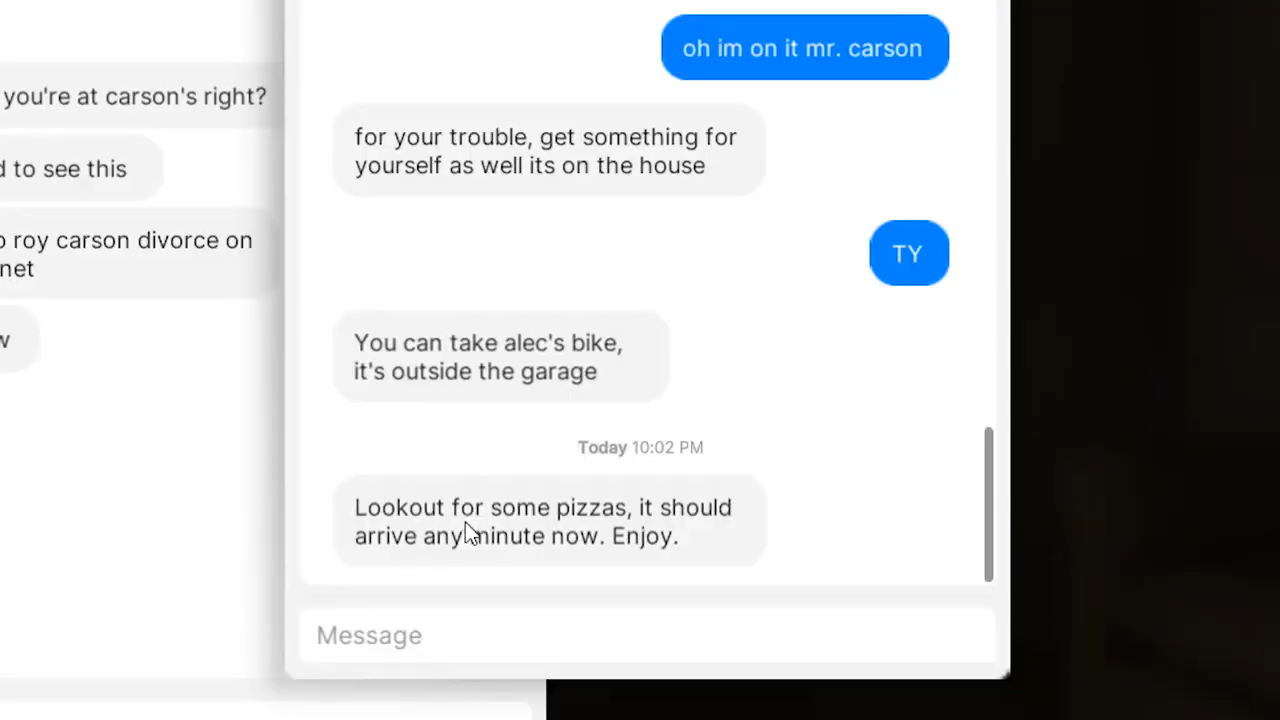 you're at carson's right?
to see this
roy carson divorce on
net
oh im on it mr. carson
for your trouble, get something for
yourself as well its on the house
TY
You can take alec's bike,
it's outside the garage
Today 10:02 PM
Lookout for some pizzas, it should
arrive any minute now. Enjoy.
Message